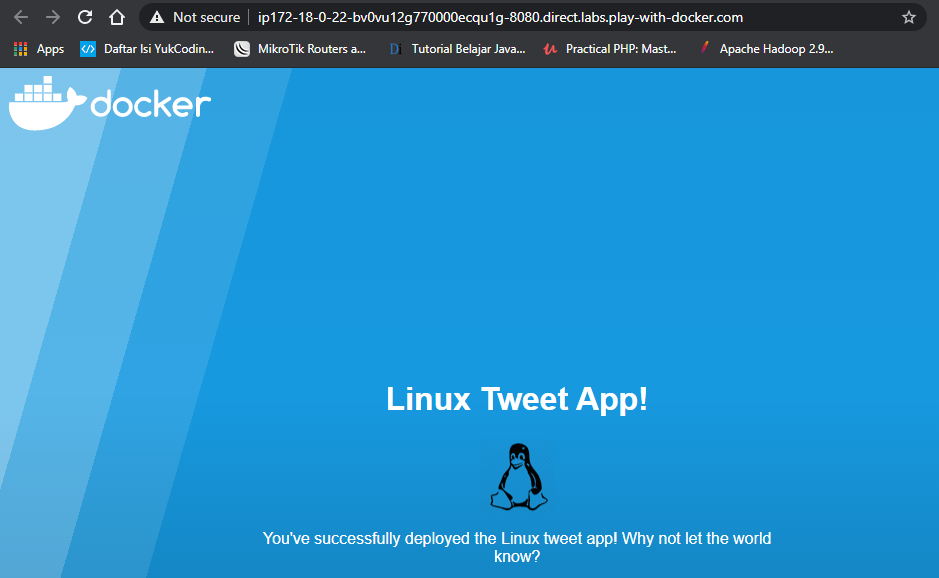 Not secure
ip172-18-0-22-bv0vu12g770000ecqu1g-8080.direct.labs.play-with-docker.com
Apps
Daftar Isi YukCodin...
MikroTik Routers a...
Di
Tutorial Belajar Java...
Practical PHP: Mast...
Apache Hadoop 2.9...
docker
Linux Tweet App!
You've successfully deployed the Linux tweet app! Why not let the world
know?